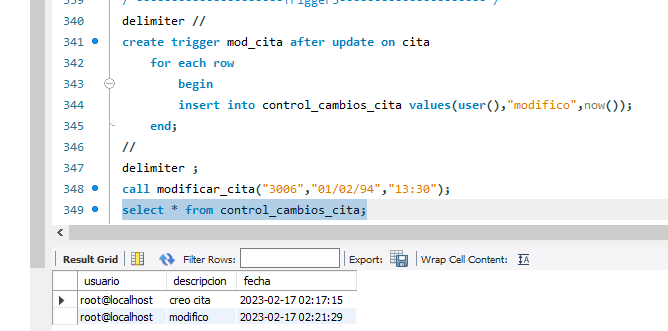 340 delimiter //
341 create trigger mod_cita after update on cita
342 for each row
343 begin
344 insert into control_cambios_cita values(user(),"modifico",now());
345 end;
346 //
347 delimiter ;
348 call modificar_cita("3006","01/02/94","13:30");
349 select * from control_cambios_cita;
Result Grid Filter Rows: Export: Wrap Cell Content:
usuario descripcion fecha
root@localhost creo cita 2023-02-17 02:17:15
root@localhost modifico 2023-02-17 02:21:29